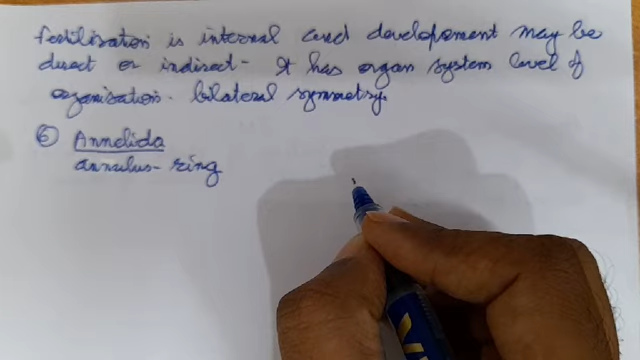 fertilisation is internal and development may be
direct or indirect - It has organ system level of
organisation - bilateral symmetry.
⑥ Annelida
annulus - ring